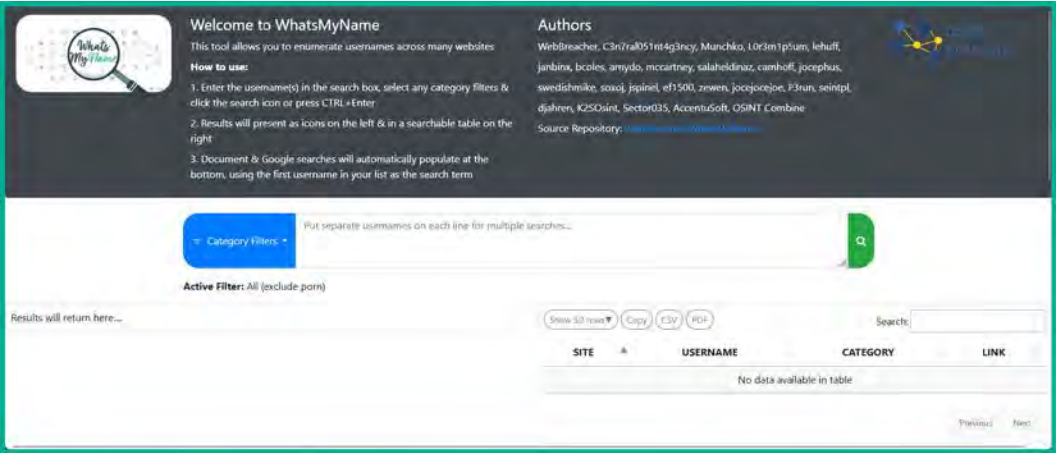 Whats
My Name
Welcome to WhatsMyName
This tool allows you to enumerate usernames across many websites
How to use:
1. Enter the username(s) in the search box, select any category filters &
click the search icon or press CTRL+Enter
2. Results will present as icons on the left & in a searchable table on the
right
3. Document & Google searches will automatically populate at the
bottom, using the first username in your list as the search term
Authors
WebBreacher, C3n7ral051nt4g3ncy, Munchko, L0r3m1p5um, lehuff,
janbinx, bcoles, arnydo, mccartney, salaheldinaz, camhoff, jocephus,
swedishmike, soxoj, jspinel, ef1500, zewen, jocejocejoe, P3run, seintpl,
djahren, K2SOsint, Sector035, AccentuSoft, OSINT Combine
Source Repository:
Category Filters
Put separate usernames on each line for multiple searches...
Active Filter: All (exclude porn)
Results will return here...
Show 50 rows▼ Copy CSV PDF
Search:
SITE USERNAME CATEGORY LINK
No data available in table
Previous Next